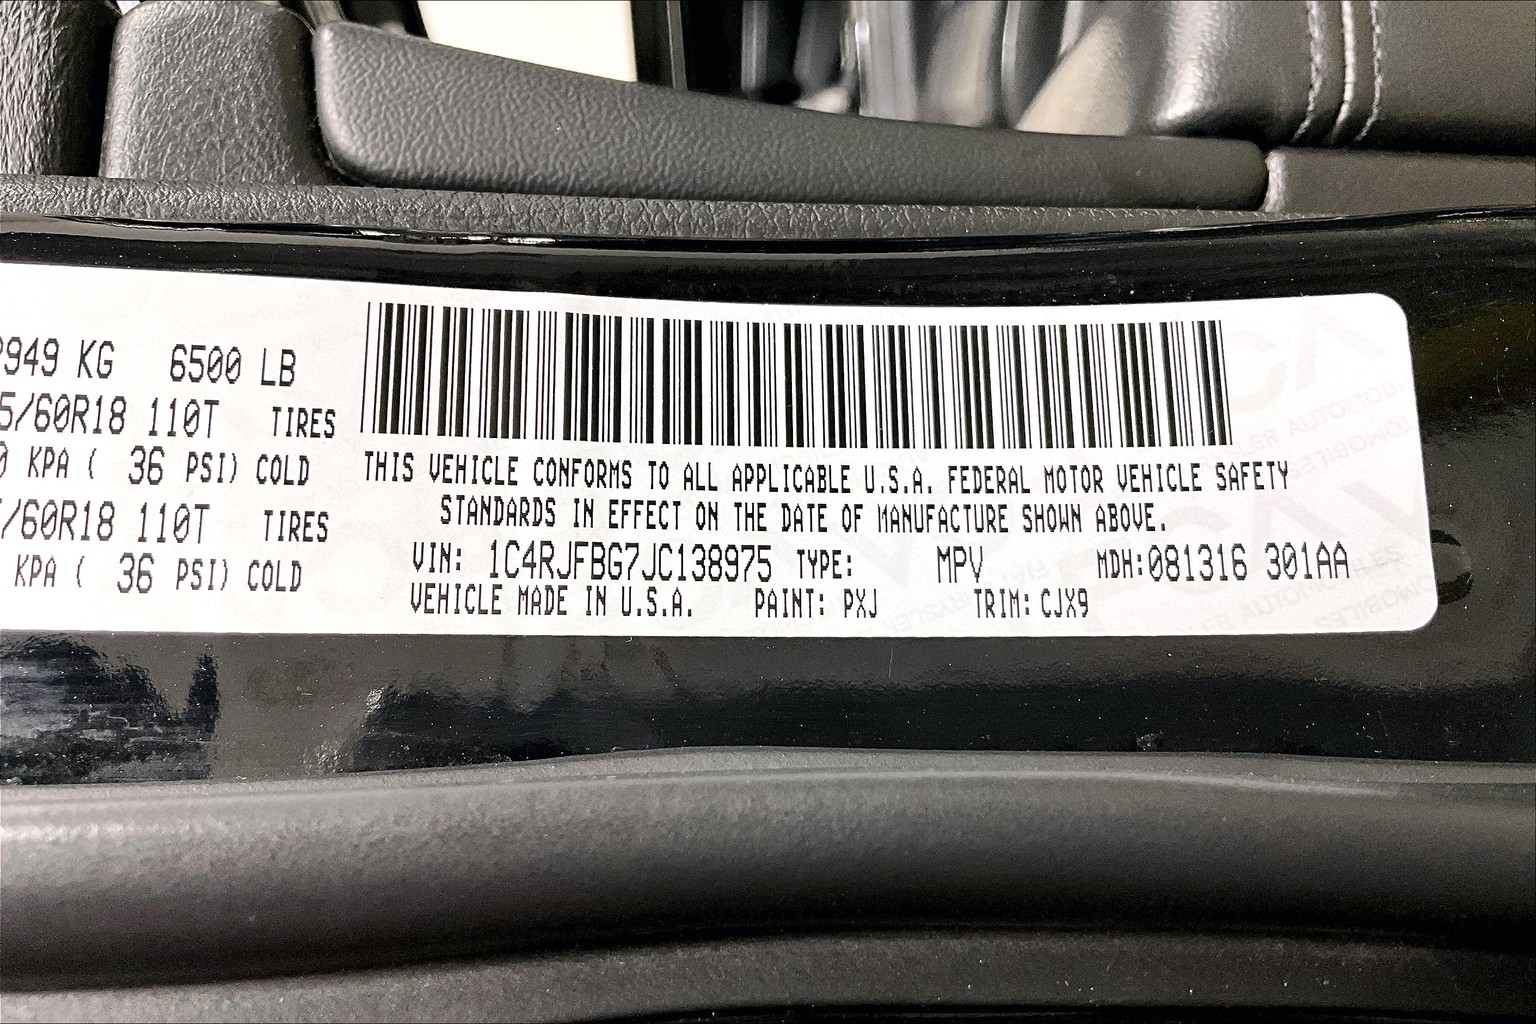 949 KG 6500 LB
5/60R18 110T TIRES
0 KPA ( 36 PSI) COLD
/60R18 110T TIRES
KPA ( 36 PSI) COLD
THIS VEHICLE CONFORMS TO ALL APPLICABLE U.S.A. FEDERAL MOTOR VEHICLE SAFETY
STANDARDS IN EFFECT ON THE DATE OF MANUFACTURE SHOWN ABOVE.
VIN: 1C4RJFBG7JC138975 TYPE: MPV MDH:081316 301AA
VEHICLE MADE IN U.S.A. PAINT: PXJ TRIM: CJX9